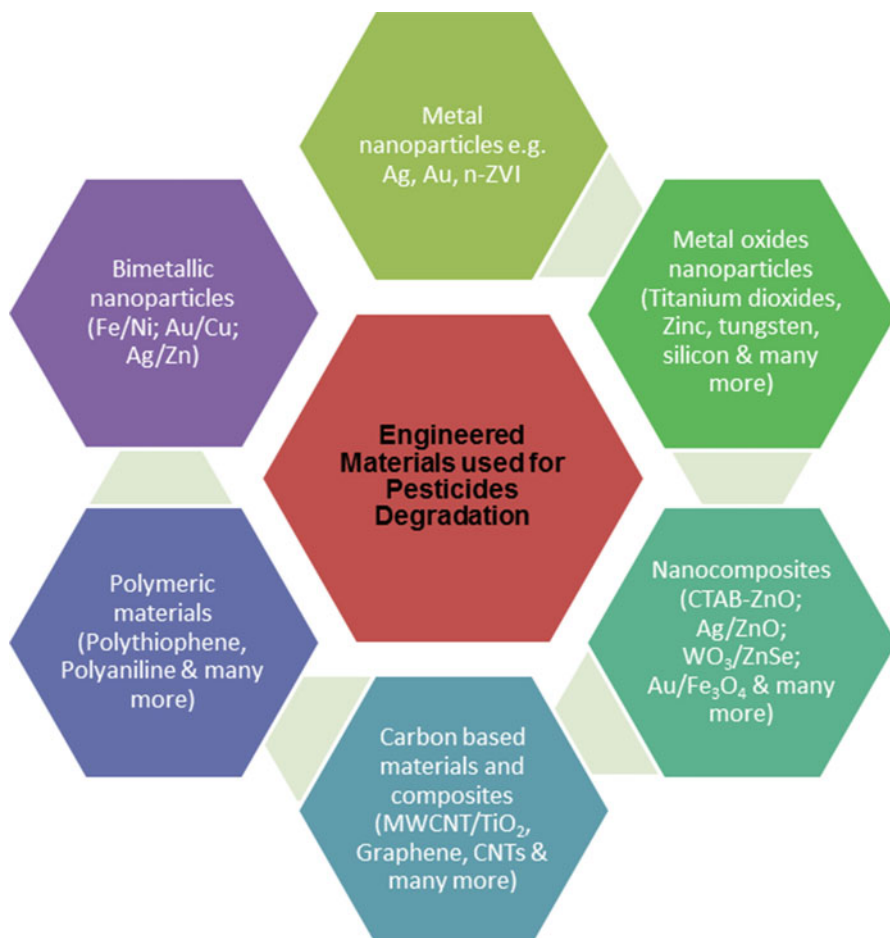 Metal
nanoparticles e.g.
Ag, Au, n-ZVI
Metal oxides
nanoparticles
(Titanium dioxides,
Zinc, tungsten,
silicon & many
more)
Nanocomposites
(CTAB-ZnO;
Ag/ZnO;
WO₃/ZnSe;
Au/Fe₃O₄ & many
more)
Carbon based
materials and
composites
(MWCNT/TiO₂,
Graphene, CNTs &
many more)
Polymeric
materials
(Polythiophene,
Polyaniline & many
more)
Bimetallic
nanoparticles
(Fe/Ni; Au/Cu;
Ag/Zn)
Engineered
Materials used for
Pesticides
Degradation